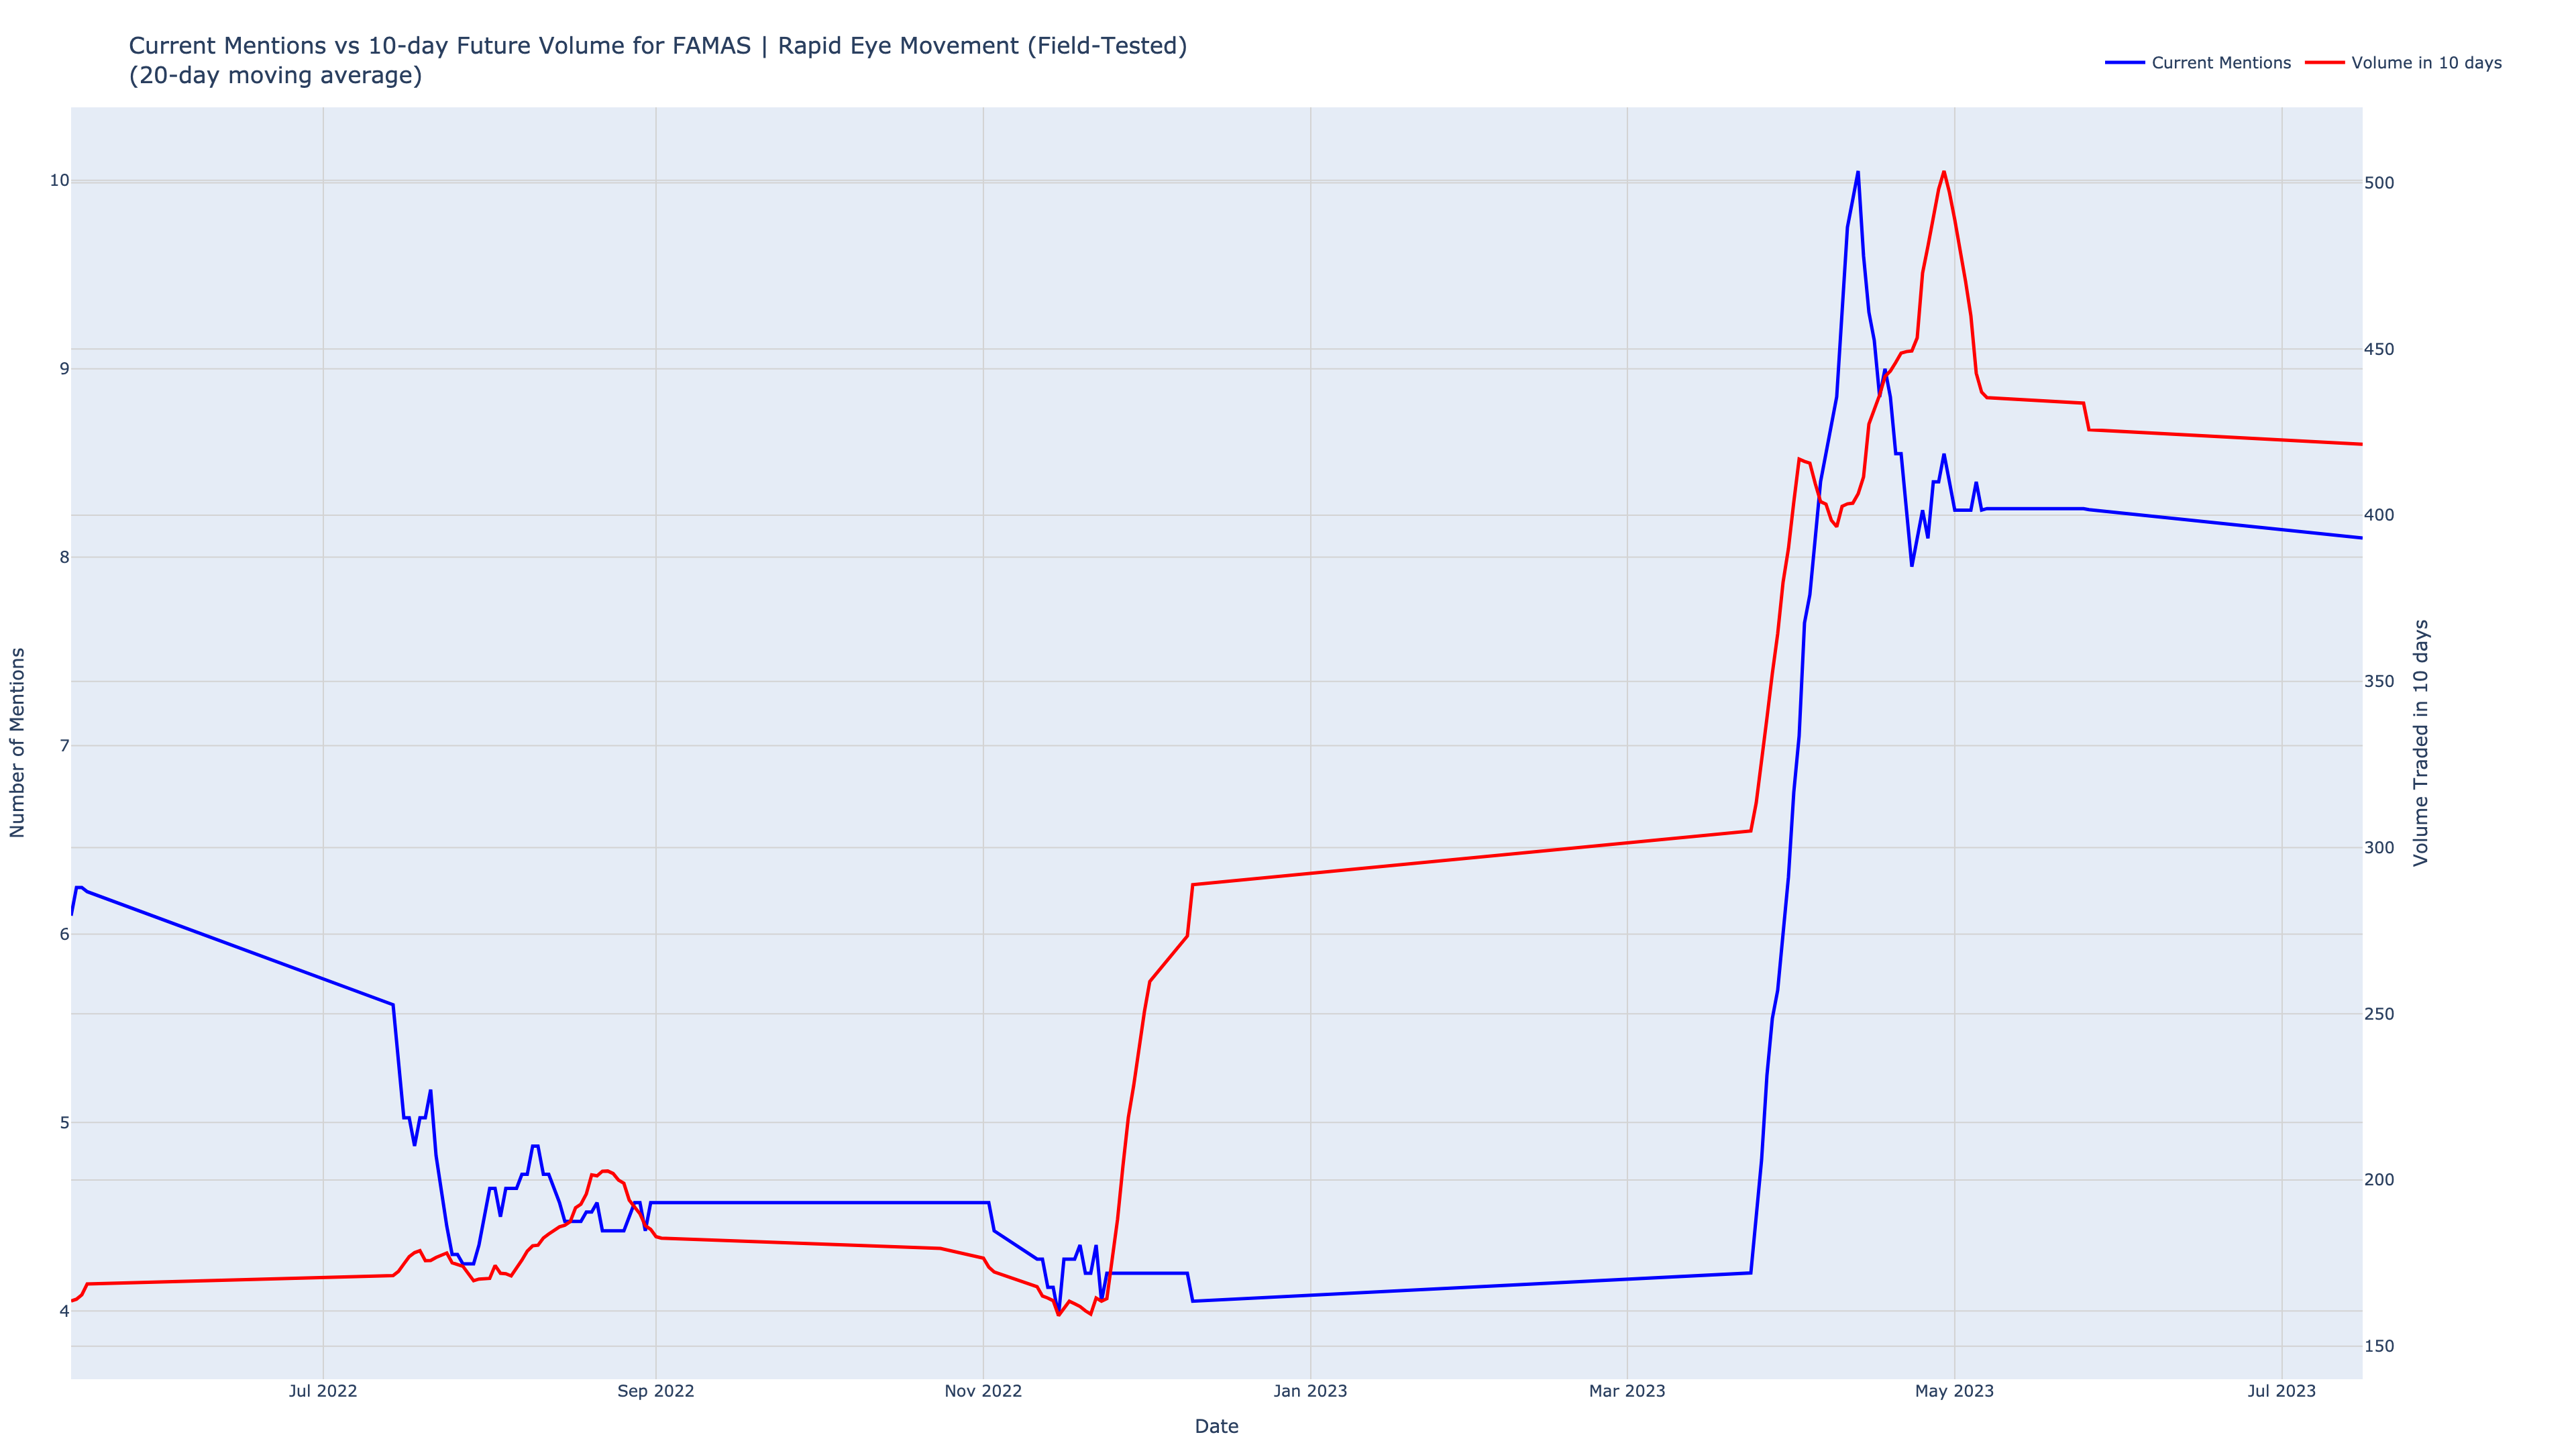 Current Mentions vs 10-day Future Volume for FAMAS | Rapid Eye Movement (Field-Tested)
(20-day moving average)
Current Mentions
Volume in 10 days
Number of Mentions
10
9
8
7
6
5
4
500
450
400
350
300
250
200
150
Volume Traded in 10 days
Jul 2022
Sep 2022
Nov 2022
Jan 2023
Mar 2023
May 2023
Jul 2023
Date